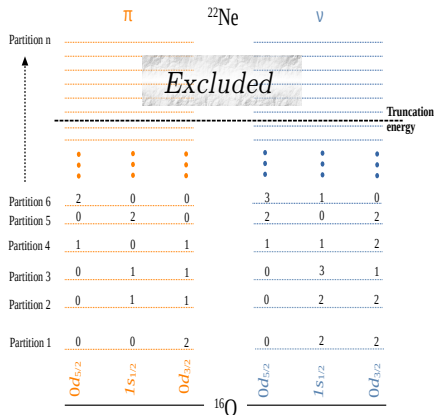 π ²²Ne ν
Partition n
Excluded
Truncation
energy
Partition 6 2 0 0 3 1 0
Partition 5 0 2 0 2 0 2
Partition 4 1 0 1 1 1 2
Partition 3 0 1 1 0 3 1
Partition 2 0 1 1 0 2 2
Partition 1 0 0 2 0 2 2
0d5/2 1s1/2 0d3/2 0d5/2 1s1/2 0d3/2
¹⁶O